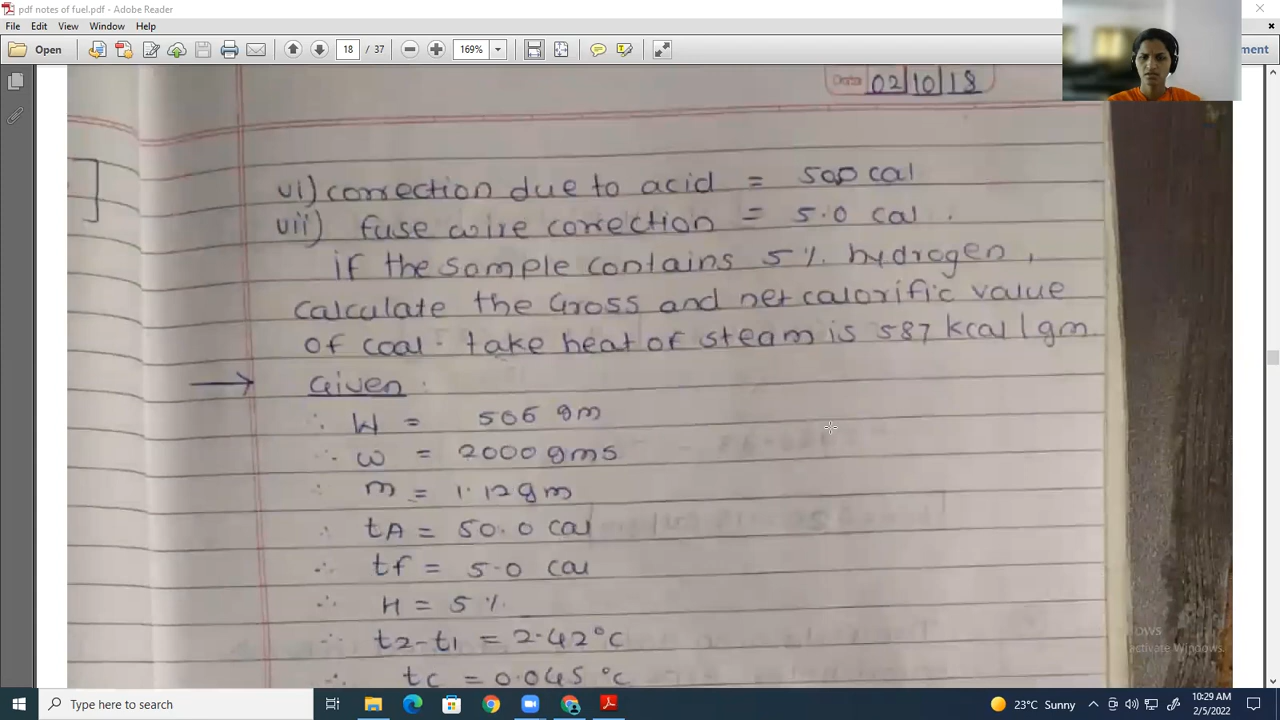 pdf notes of fuel.pdf - Adobe Reader
File Edit View Window Help
Open 18 / 37 169%
Date 02 10 18
vi) correction due to acid = 500 cal
vii) fuse wire correction = 5.0 cal.
if the sample contains 5% hydrogen,
calculate the Gross and net calorific value
of coal. take heat of steam is 587 kcal/gm
Given :
∴ W = 506 gm
∴ w = 2000 gms
∴ m = 1.12 gm
∴ tA = 50.0 cal
∴ tf = 5.0 cal
∴ H = 5 %
∴ t2-t1 = 2.42°c
∴ tc = 0.045 °c
Type here to search
23°C Sunny
10:29 AM
2/5/2022